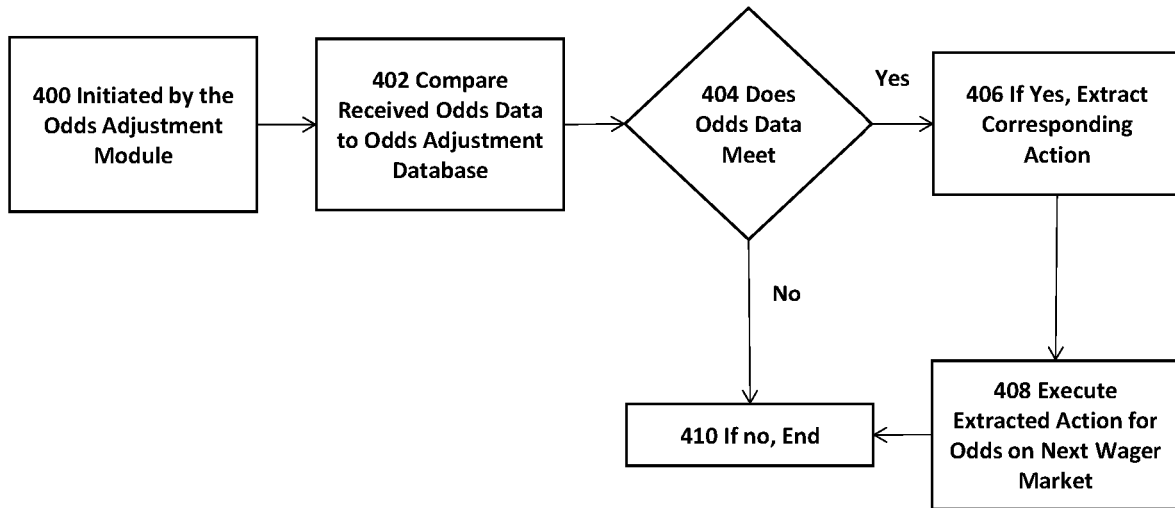 400 Initiated by the
Odds Adjustment
Module
402 Compare
Received Odds Data
to Odds Adjustment
Database
404 Does
Odds Data
Meet
Yes
406 If Yes, Extract
Corresponding
Action
No
408 Execute
Extracted Action for
Odds on Next Wager
Market
410 If no, End